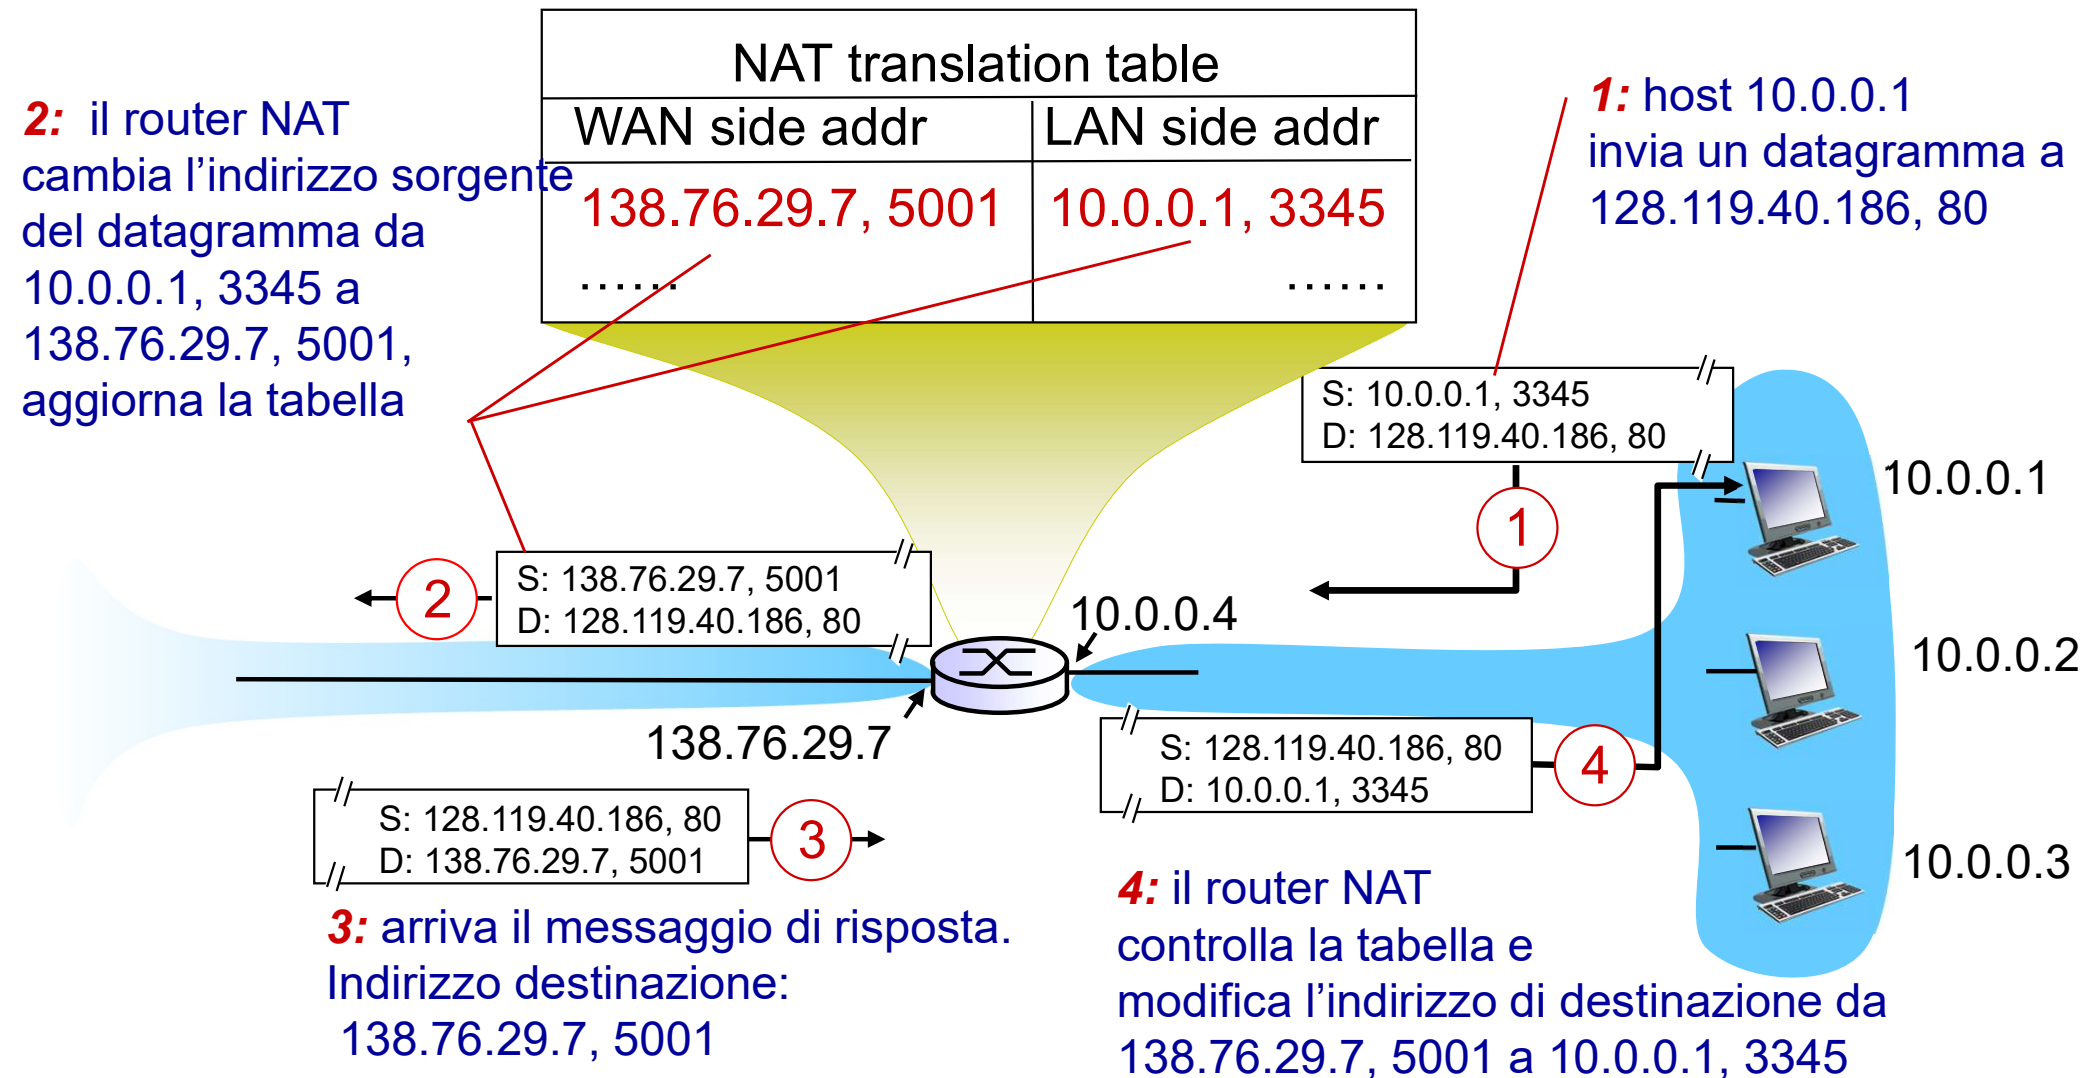 NAT translation table
WAN side addr LAN side addr
138.76.29.7, 5001 10.0.0.1, 3345
...... ......
2: il router NAT
cambia l’indirizzo sorgente
del datagramma da
10.0.0.1, 3345 a
138.76.29.7, 5001,
aggiorna la tabella
1: host 10.0.0.1
invia un datagramma a
128.119.40.186, 80
S: 10.0.0.1, 3345
D: 128.119.40.186, 80
1
10.0.0.1
S: 138.76.29.7, 5001
D: 128.119.40.186, 80
2
10.0.0.4
10.0.0.2
138.76.29.7
S: 128.119.40.186, 80
D: 10.0.0.1, 3345
4
S: 128.119.40.186, 80
D: 138.76.29.7, 5001
3
10.0.0.3
3: arriva il messaggio di risposta.
Indirizzo destinazione:
138.76.29.7, 5001
4: il router NAT
controlla la tabella e
modifica l’indirizzo di destinazione da
138.76.29.7, 5001 a 10.0.0.1, 3345